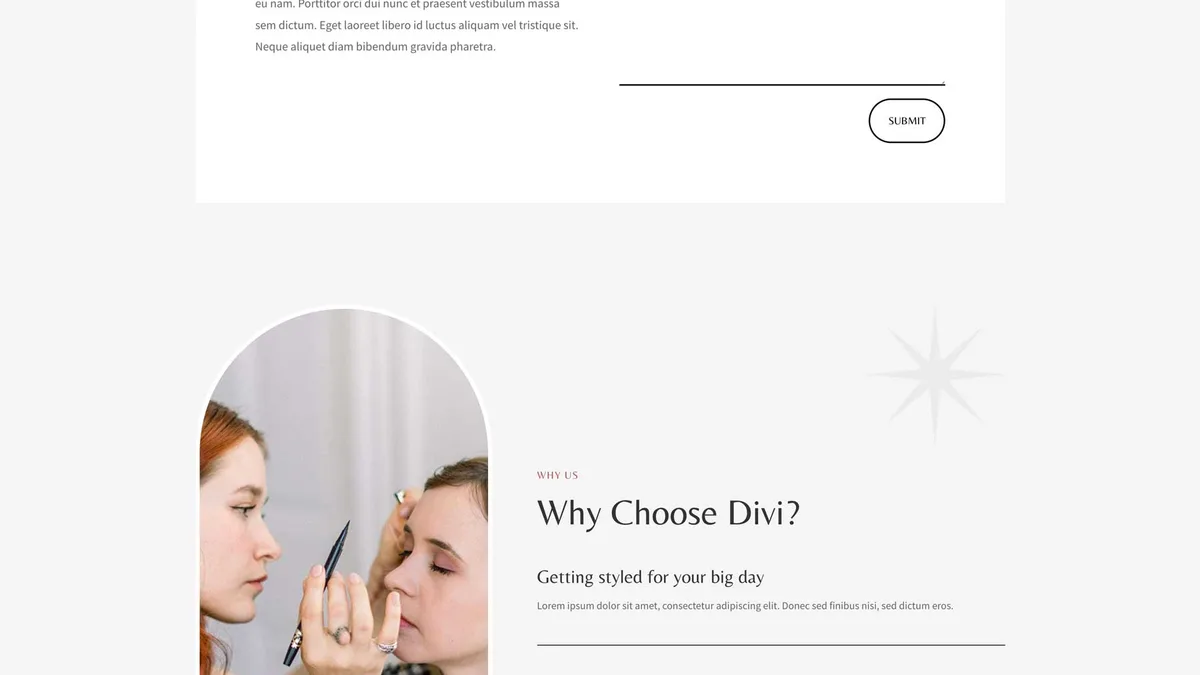 eu nam. Porttitor orci dui nunc et praesent vestibulum massa
sem dictum. Eget laoreet libero id luctus aliquam vel tristique sit.
Neque aliquet diam bibendum gravida pharetra.
SUBMIT
WHY US
Why Choose Divi?
Getting styled for your big day
Lorem ipsum dolor sit amet, consectetur adipiscing elit. Donec sed finibus nisi, sed dictum eros.